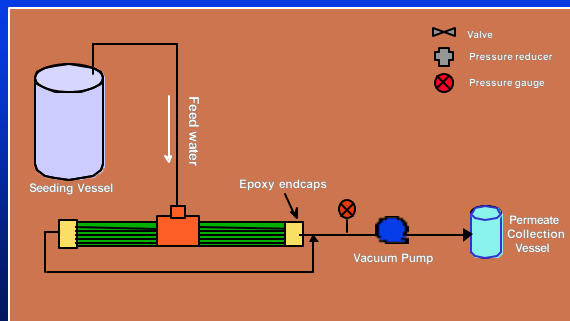 Valve
Pressure reducer
Pressure gauge
Feed water
Seeding Vessel
Epoxy endcaps
Vacuum Pump
Permeate
Collection
Vessel